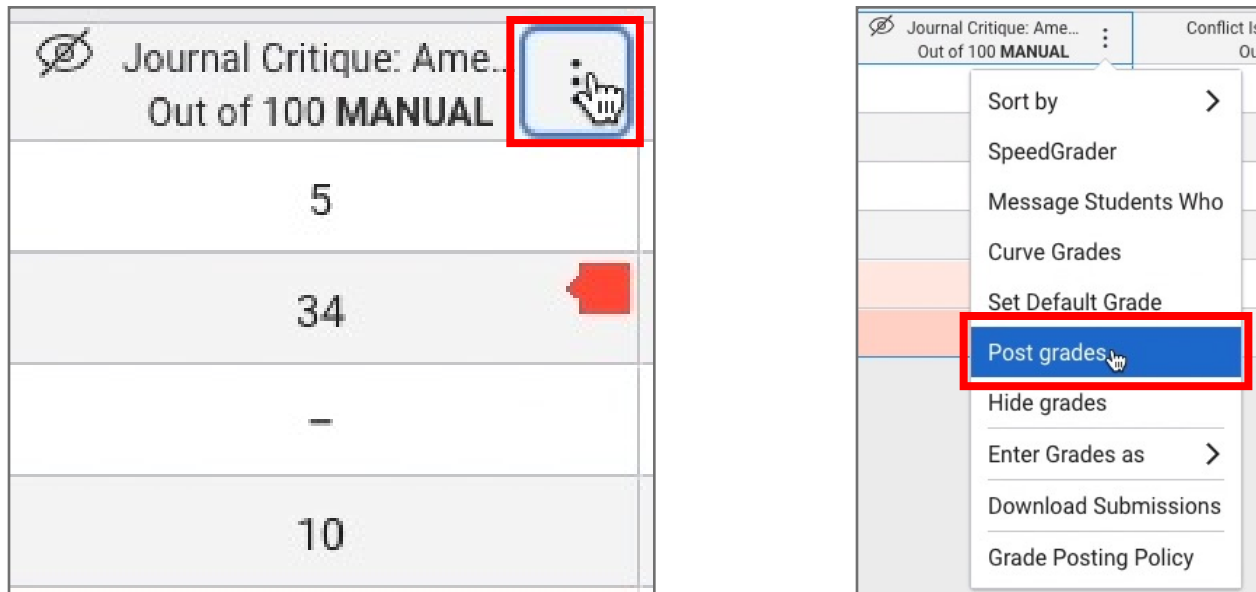 Journal Critique: Ame...
Out of 100 MANUAL
5
34
–
10
Journal Critique: Ame...
Out of 100 MANUAL
Conflict Is
Ou
Sort by
SpeedGrader
Message Students Who
Curve Grades
Set Default Grade
Post grades
Hide grades
Enter Grades as
Download Submissions
Grade Posting Policy